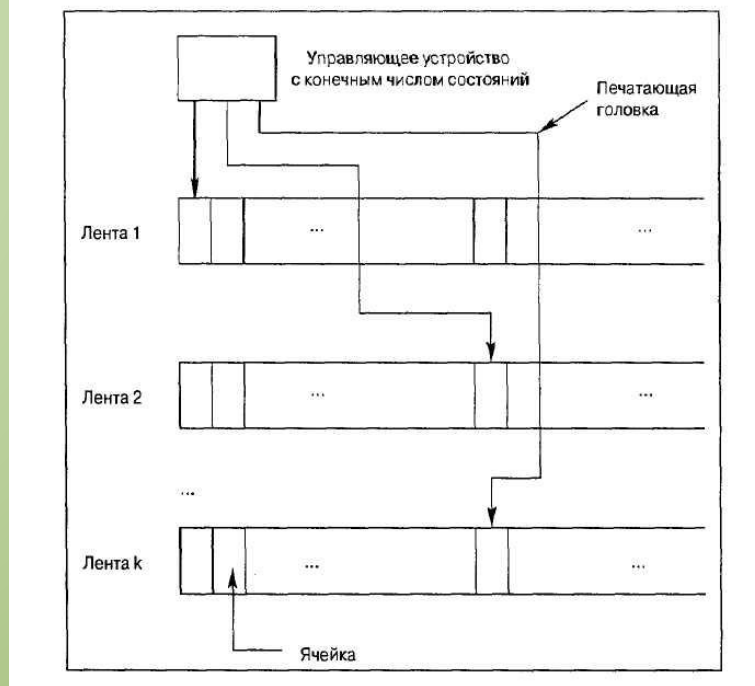 Управляющее устройство
с конечным числом состояний
Печатающая
головка
Лента 1
...
...
Лента 2
...
...
...
Лента k
...
...
Ячейка